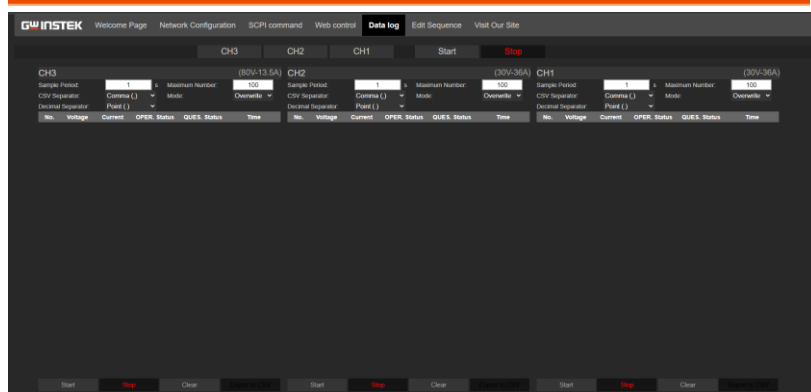 GWINSTEK Welcome Page Network Configuration SCPI command Web control Data log Edit Sequence Visit Our Site
CH3 CH2 CH1 Start Stop
CH3 (80V-13.5A) CH2 (30V-36A) CH1 (30V-36A)
Sample Period: 1 s Maximum Number: 100 Sample Period: 1 s Maximum Number: 100 Sample Period: 1 s Maximum Number: 100
CSV Separator: Comma (,) Mode: Overwrite CSV Separator: Comma (,) Mode: Overwrite CSV Separator: Comma (,) Mode: Overwrite
Decimal Separator: Point (.) Decimal Separator: Point (.) Decimal Separator: Point (.)
No. Voltage Current OPER. Status QUES. Status Time No. Voltage Current OPER. Status QUES. Status Time No. Voltage Current OPER. Status QUES. Status Time
Start Stop Clear Start Stop Clear Start Stop Clear